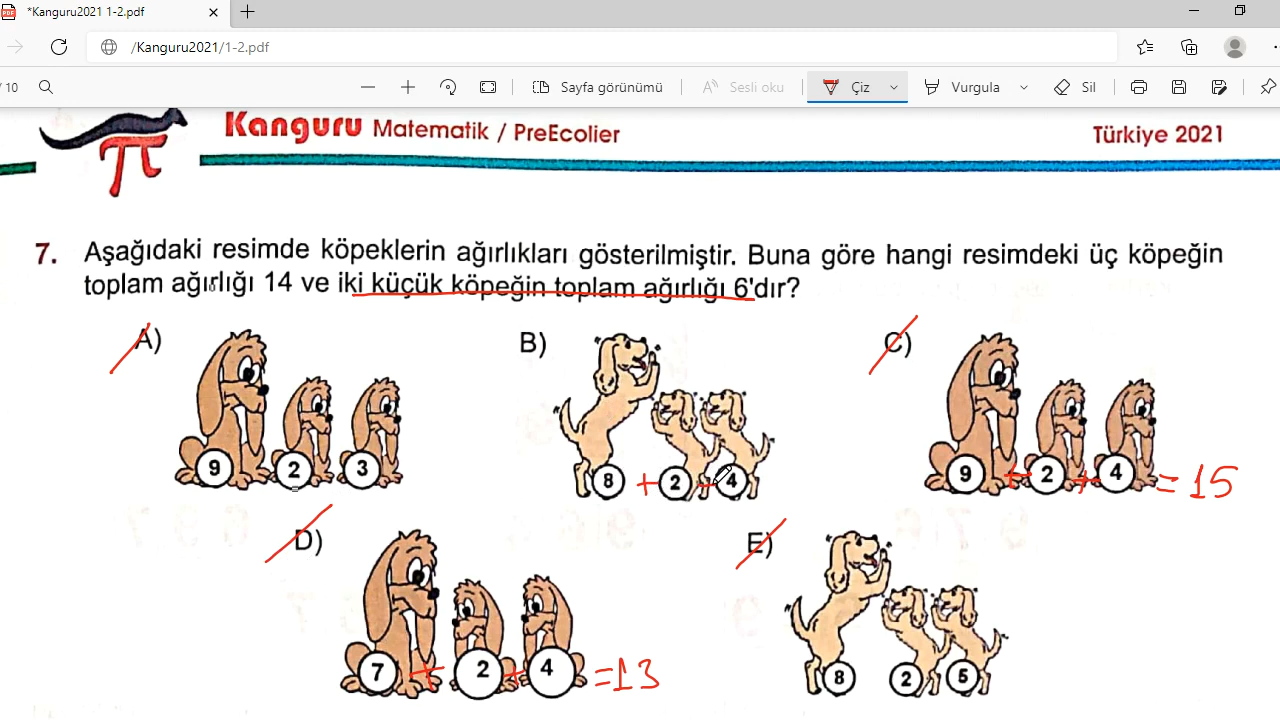 *Kanguru2021 1-2.pdf
/Kanguru2021/1-2.pdf
/ 10
Sayfa görünümü
Sesli oku
Çiz
Vurgula
Sil
Kanguru Matematik / PreEcolier
Türkiye 2021
7. Aşağıdaki resimde köpeklerin ağırlıkları gösterilmiştir. Buna göre hangi resimdeki üç köpeğin
toplam ağırlığı 14 ve iki küçük köpeğin toplam ağırlığı 6'dır?
A)
B)
C)
9 2 3
8 + 2 + 4
9 + 2 + 4 = 15
D)
E)
7 + 2 + 4 = 13
8 2 5